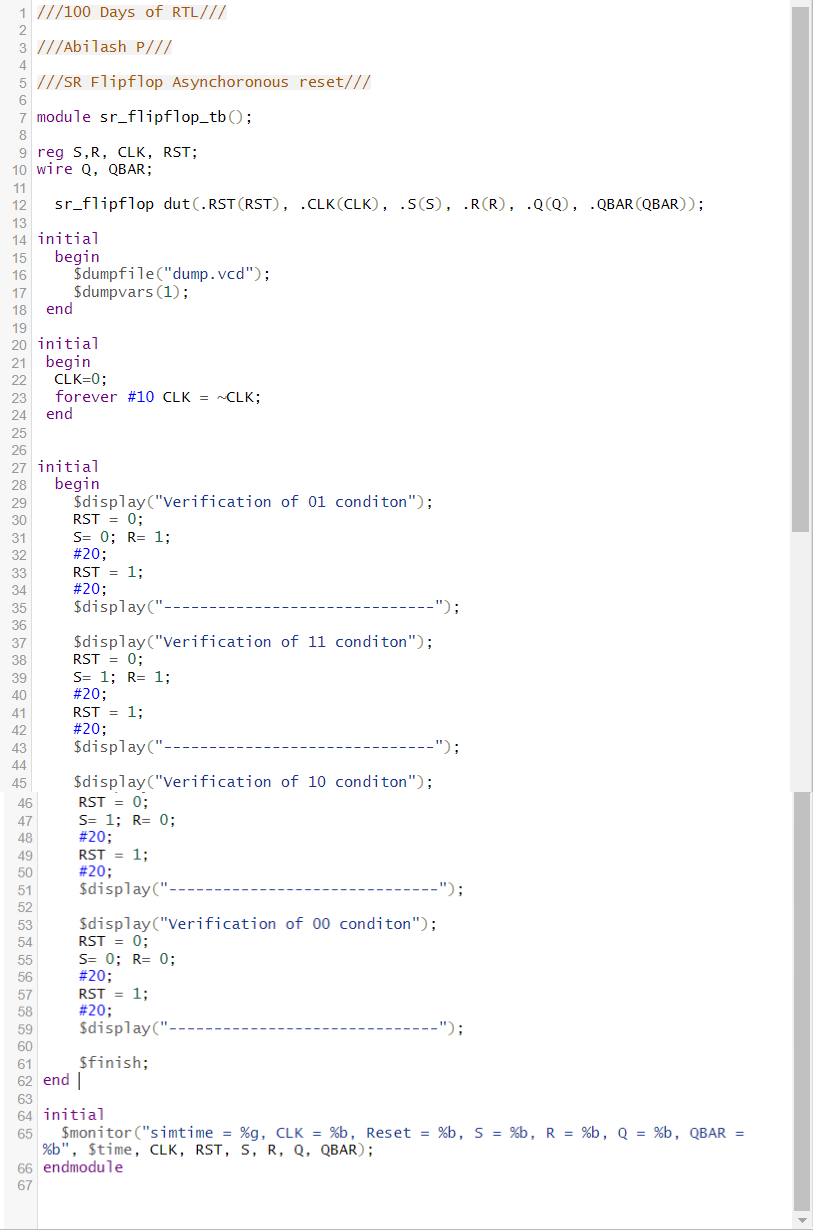 1 ///100 Days of RTL///
2
3 ///Abilash P///
4
5 ///SR Flipflop Asynchoronous reset///
6
7 module sr_flipflop_tb();
8
9 reg S,R, CLK, RST;
10 wire Q, QBAR;
11
12 sr_flipflop dut(.RST(RST), .CLK(CLK), .S(S), .R(R), .Q(Q), .QBAR(QBAR));
13
14 initial
15 begin
16 $dumpfile("dump.vcd");
17 $dumpvars(1);
18 end
19
20 initial
21 begin
22 CLK=0;
23 forever #10 CLK = ~CLK;
24 end
25
26
27 initial
28 begin
29 $display("Verification of 01 conditon");
30 RST = 0;
31 S= 0; R= 1;
32 #20;
33 RST = 1;
34 #20;
35 $display("------------------------------");
36
37 $display("Verification of 11 conditon");
38 RST = 0;
39 S= 1; R= 1;
40 #20;
41 RST = 1;
42 #20;
43 $display("------------------------------");
44
45 $display("Verification of 10 conditon");
46 RST = 0;
47 S= 1; R= 0;
48 #20;
49 RST = 1;
50 #20;
51 $display("------------------------------");
52
53 $display("Verification of 00 conditon");
54 RST = 0;
55 S= 0; R= 0;
56 #20;
57 RST = 1;
58 #20;
59 $display("------------------------------");
60
61 $finish;
62 end
63
64 initial
65 $monitor("simtime = %g, CLK = %b, Reset = %b, S = %b, R = %b, Q = %b, QBAR =
%b", $time, CLK, RST, S, R, Q, QBAR);
66 endmodule
67